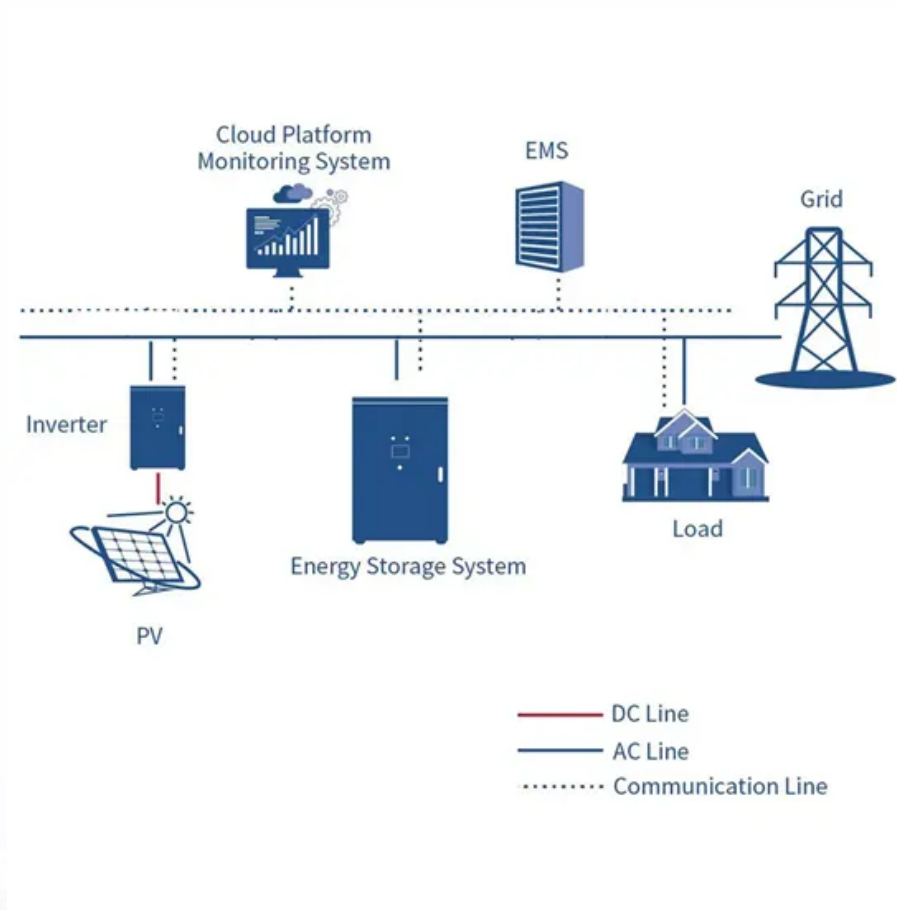 Cloud Platform
Monitoring System
EMS
Grid
Inverter
Energy Storage System
Load
PV
DC Line
AC Line
Communication Line